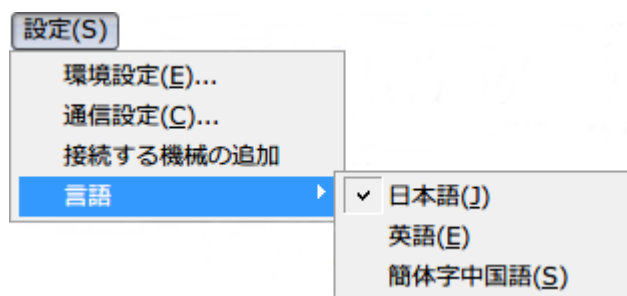 設定(S)
環境設定(E)...
通信設定(C)...
接続する機械の追加
言語
日本語(J)
英語(E)
簡体字中国語(S)